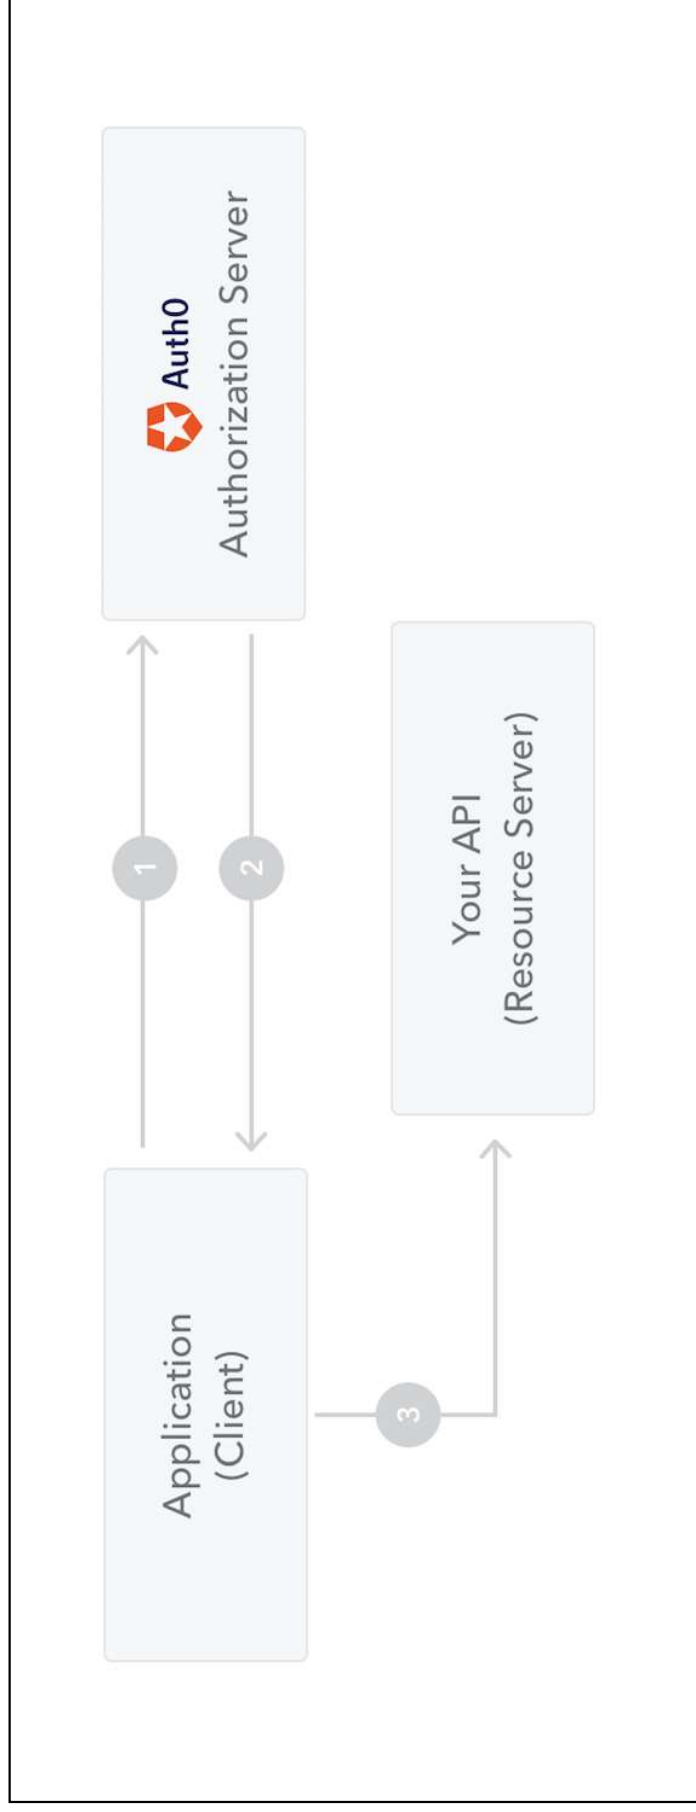 Application
(Client)
1
2
Auth0
Authorization Server
3
Your API
(Resource Server)